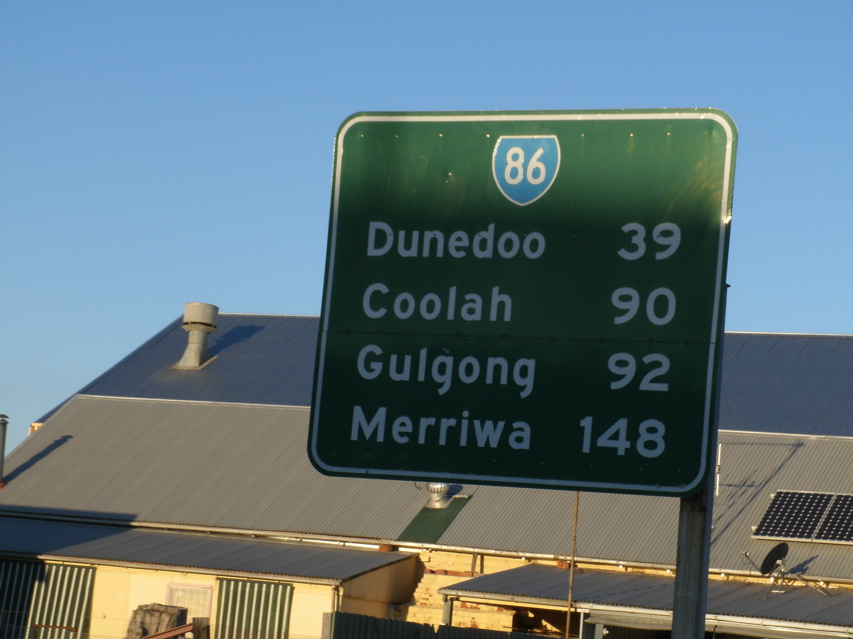 86
Dunedoo 39
Coolah 90
Gulgong 92
Merriwa 148